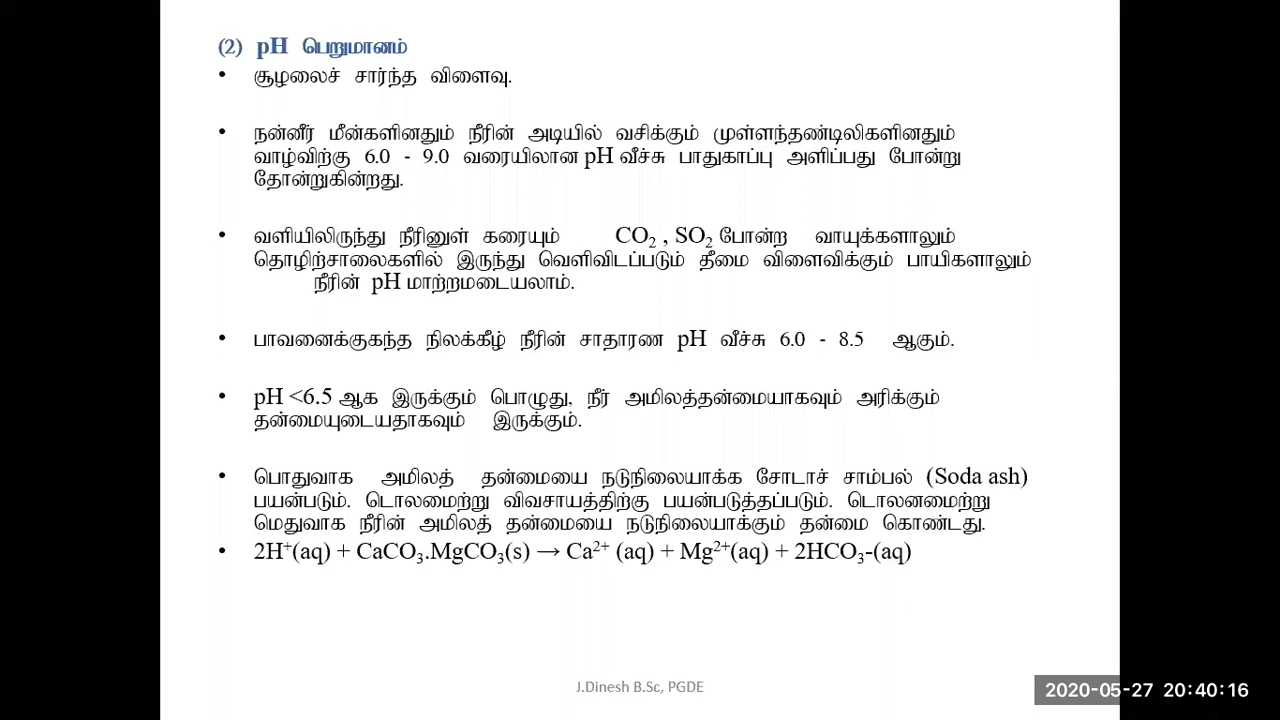 (2) pH பெறுமானம்
• சூழலைச் சார்ந்த விளைவு.
• நன்னீர் மீன்களினதும் நீரின் அடியில் வசிக்கும் முள்ளந்தண்டிலிகளினதும்
வாழ்விற்கு 6.0 - 9.0 வரையிலான pH வீச்சு பாதுகாப்பு அளிப்பது போன்று
தோன்றுகின்றது.
• வளியிலிருந்து நீரினுள் கரையும் CO₂ , SO₂ போன்ற வாயுக்களாலும்
தொழிற்சாலைகளில் இருந்து வெளிவிடப்படும் தீமை விளைவிக்கும் பாயிகளாலும்
நீரின் pH மாற்றமடையலாம்.
• பாவனைக்குகந்த நிலக்கீழ் நீரின் சாதாரண pH வீச்சு 6.0 - 8.5 ஆகும்.
• pH <6.5 ஆக இருக்கும் பொழுது, நீர் அமிலத்தன்மையாகவும் அரிக்கும்
தன்மையுடையதாகவும் இருக்கும்.
• பொதுவாக அமிலத் தன்மையை நடுநிலையாக்க சோடாச் சாம்பல் (Soda ash)
பயன்படும். டொலமைற்று விவசாயத்திற்கு பயன்படுத்தப்படும். டொலனமைற்று
மெதுவாக நீரின் அமிலத் தன்மையை நடுநிலையாக்கும் தன்மை கொண்டது.
• 2H⁺(aq) + CaCO₃.MgCO₃(s) → Ca²⁺ (aq) + Mg²⁺(aq) + 2HCO₃-(aq)
J.Dinesh B.Sc, PGDE
2020-05-27 20:40:16